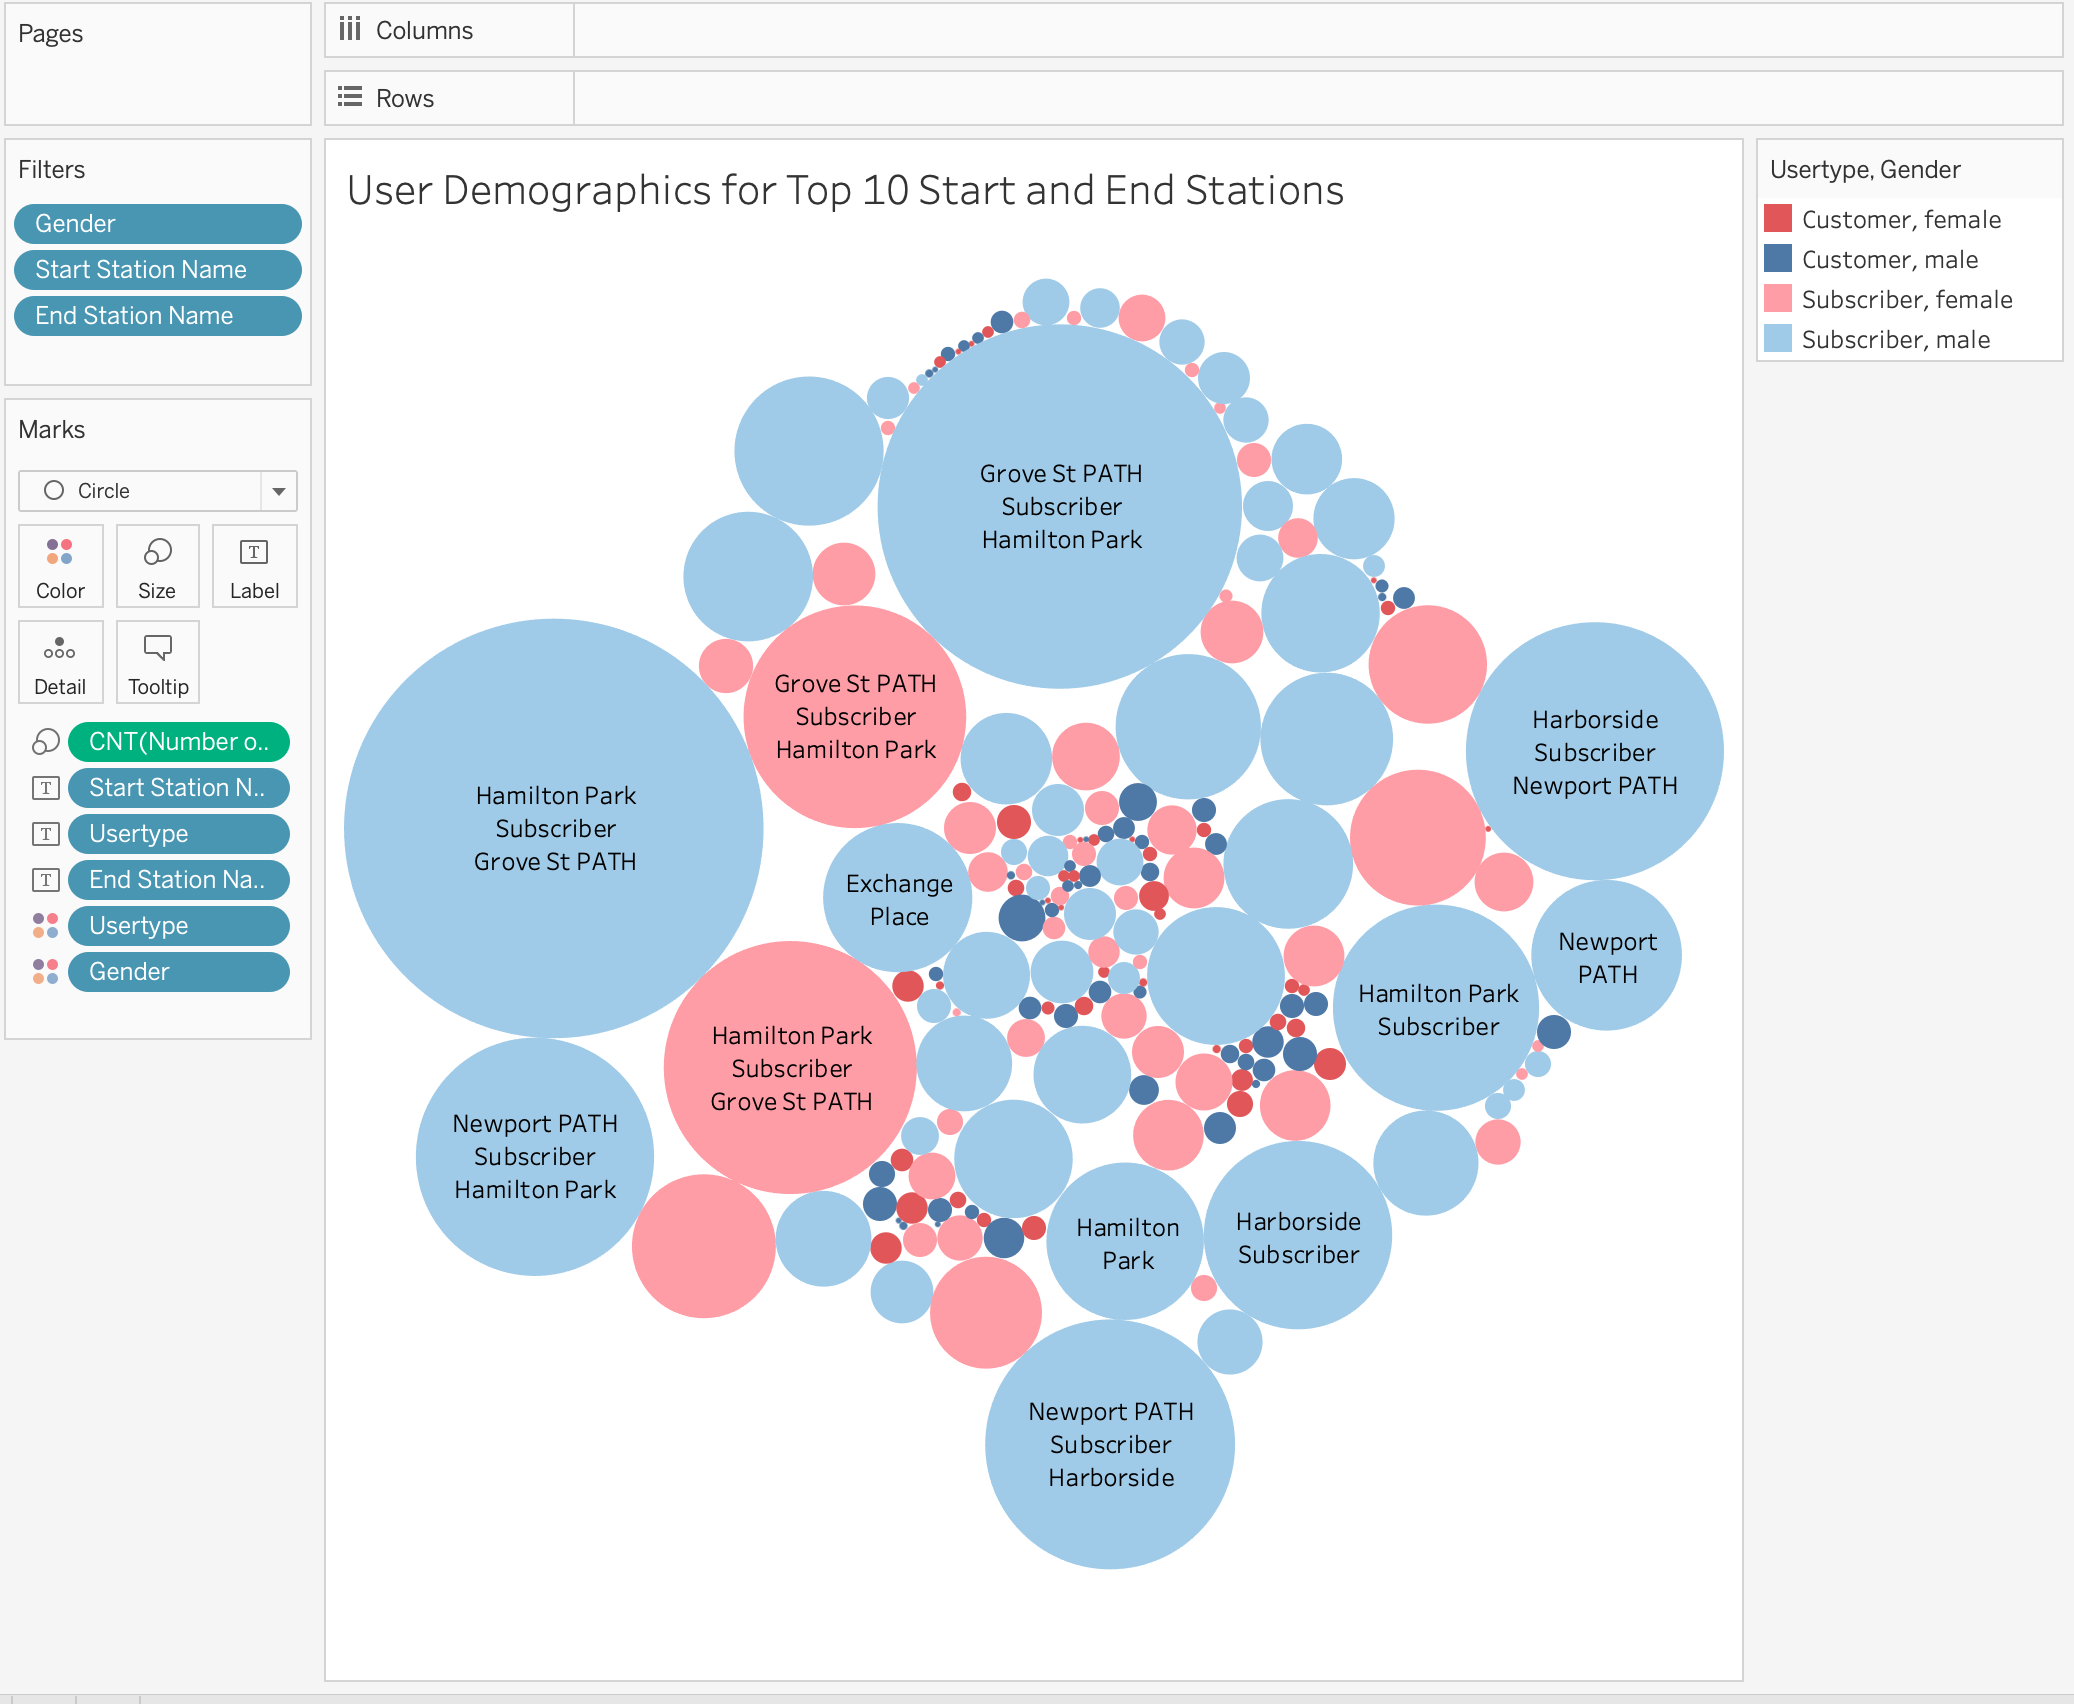 Pages
Columns
Rows
Filters
Gender
Start Station Name
End Station Name
Marks
Circle
Color
Size
Label
Detail
Tooltip
CNT(Number o..
Start Station N..
Usertype
End Station Na..
Usertype
Gender
User Demographics for Top 10 Start and End Stations
Grove St PATH
Subscriber
Hamilton Park
Grove St PATH
Subscriber
Hamilton Park
Harborside
Subscriber
Newport PATH
Hamilton Park
Subscriber
Grove St PATH
Exchange
Place
Newport
PATH
Hamilton Park
Subscriber
Hamilton Park
Subscriber
Grove St PATH
Newport PATH
Subscriber
Hamilton Park
Hamilton
Park
Harborside
Subscriber
Newport PATH
Subscriber
Harborside
Usertype, Gender
Customer, female
Customer, male
Subscriber, female
Subscriber, male